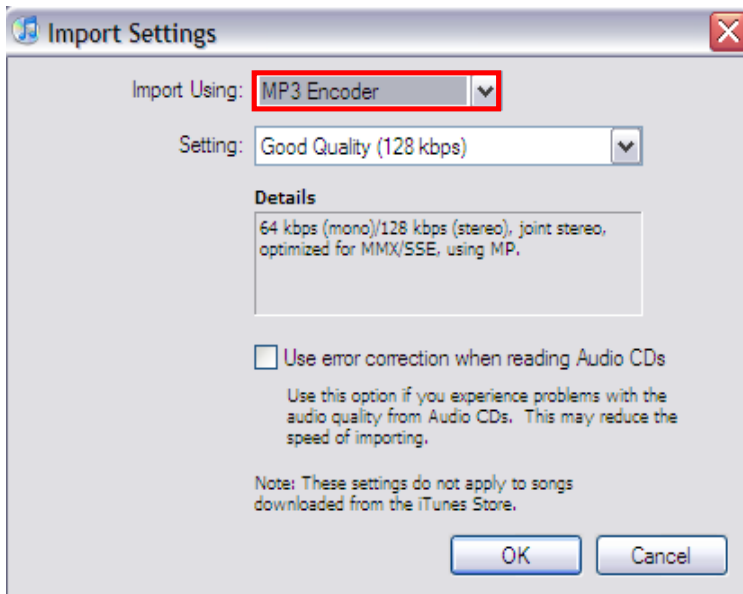 Import Settings
Import Using: MP3 Encoder
Setting: Good Quality (128 kbps)
Details
64 kbps (mono)/128 kbps (stereo), joint stereo,
optimized for MMX/SSE, using MP.
Use error correction when reading Audio CDs
Use this option if you experience problems with the
audio quality from Audio CDs.  This may reduce the
speed of importing.
Note: These settings do not apply to songs
downloaded from the iTunes Store.
OK Cancel